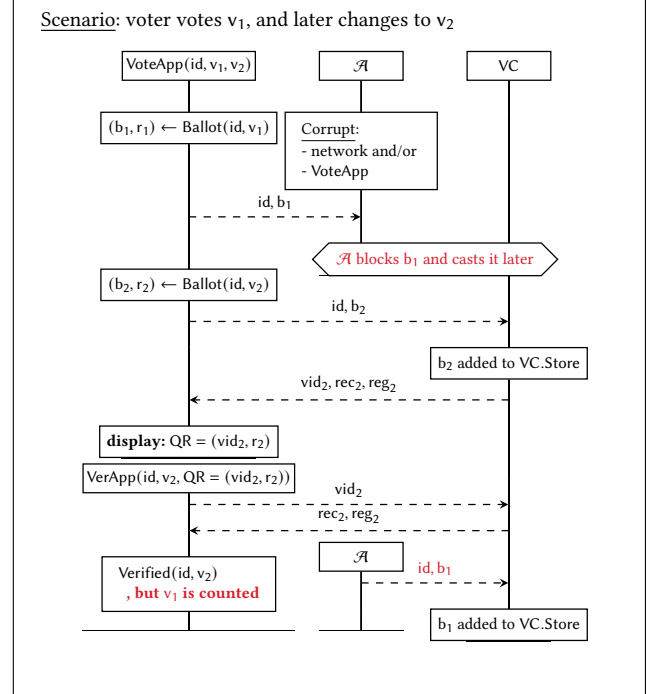 Scenario: voter votes v₁, and later changes to v₂
VoteApp(id, v₁, v₂)
𝒜
VC
(b₁, r₁) ← Ballot(id, v₁)
Corrupt:
- network and/or
- VoteApp
id, b₁
𝒜 blocks b₁ and casts it later
(b₂, r₂) ← Ballot(id, v₂)
id, b₂
b₂ added to VC.Store
vid₂, rec₂, reg₂
display: QR = (vid₂, r₂)
VerApp(id, v₂, QR = (vid₂, r₂))
vid₂
rec₂, reg₂
𝒜
Verified(id, v₂)
, but v₁ is counted
id, b₁
b₁ added to VC.Store